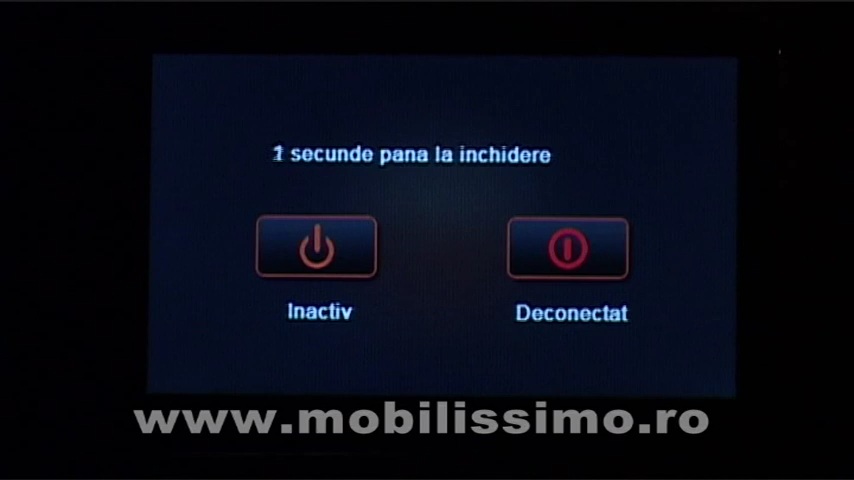 1 secunde pana la inchidere
Inactiv
Deconectat
www.mobilissimo.ro